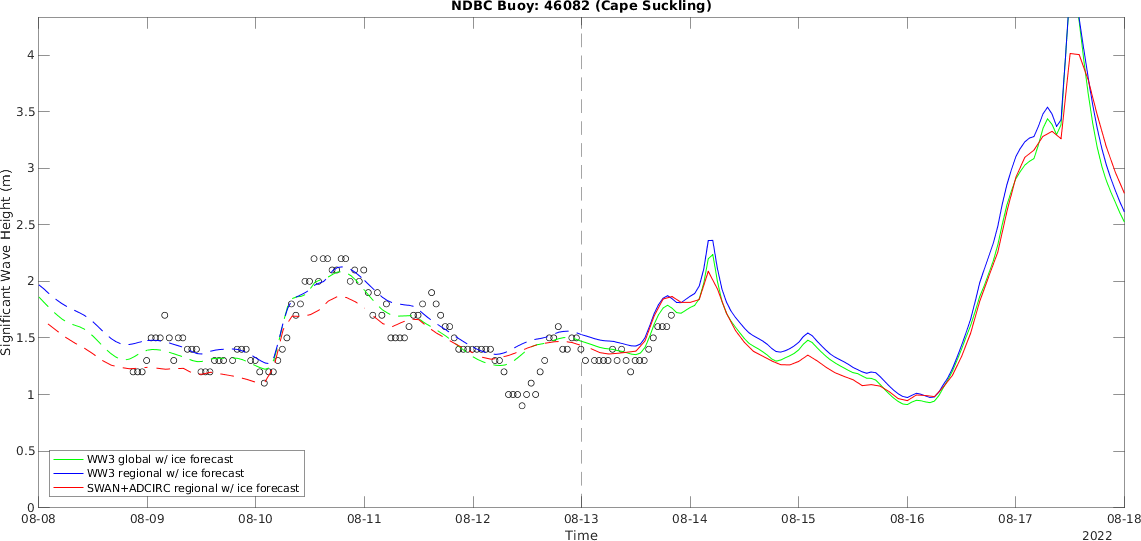 NDBC Buoy: 46082 (Cape Suckling)
Significant Wave Height (m)
4
3.5
3
2.5
2
1.5
1
0.5
0
WW3 global w/ ice forecast
WW3 regional w/ ice forecast
SWAN+ADCIRC regional w/ ice forecast
08-08 08-09 08-10 08-11 08-12 08-13 08-14 08-15 08-16 08-17 08-18
Time
2022